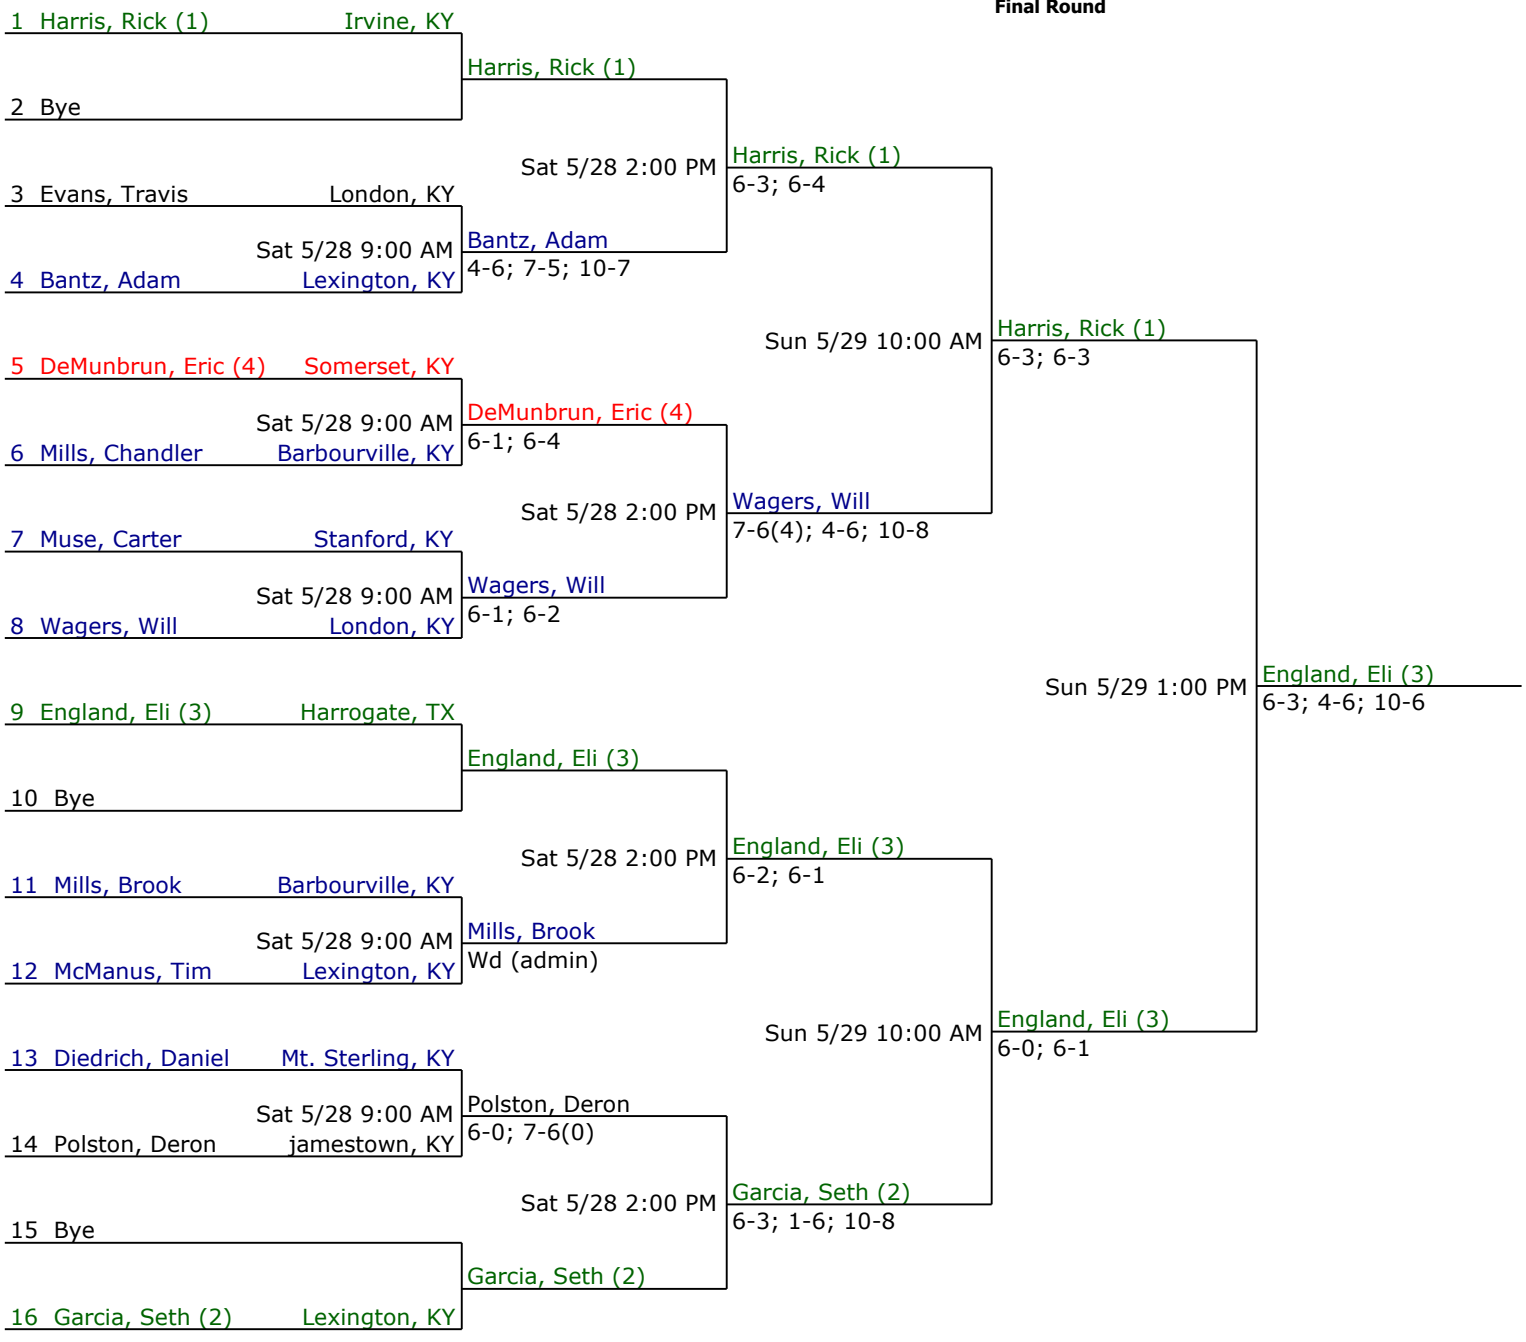 Final Round
1 Harris, Rick (1) Irvine, KY
Harris, Rick (1)
2 Bye
Sat 5/28 2:00 PM
Harris, Rick (1)
6-3; 6-4
3 Evans, Travis London, KY
Sat 5/28 9:00 AM
Bantz, Adam
4-6; 7-5; 10-7
4 Bantz, Adam Lexington, KY
Sun 5/29 10:00 AM
Harris, Rick (1)
6-3; 6-3
5 DeMunbrun, Eric (4) Somerset, KY
Sat 5/28 9:00 AM
DeMunbrun, Eric (4)
6-1; 6-4
6 Mills, Chandler Barbourville, KY
Sat 5/28 2:00 PM
Wagers, Will
7-6(4); 4-6; 10-8
7 Muse, Carter Stanford, KY
Sat 5/28 9:00 AM
Wagers, Will
6-1; 6-2
8 Wagers, Will London, KY
Sun 5/29 1:00 PM
England, Eli (3)
6-3; 4-6; 10-6
9 England, Eli (3) Harrogate, TX
England, Eli (3)
10 Bye
Sat 5/28 2:00 PM
England, Eli (3)
6-2; 6-1
11 Mills, Brook Barbourville, KY
Sat 5/28 9:00 AM
Mills, Brook
Wd (admin)
12 McManus, Tim Lexington, KY
Sun 5/29 10:00 AM
England, Eli (3)
6-0; 6-1
13 Diedrich, Daniel Mt. Sterling, KY
Sat 5/28 9:00 AM
Polston, Deron
6-0; 7-6(0)
14 Polston, Deron jamestown, KY
Sat 5/28 2:00 PM
Garcia, Seth (2)
6-3; 1-6; 10-8
15 Bye
Garcia, Seth (2)
16 Garcia, Seth (2) Lexington, KY